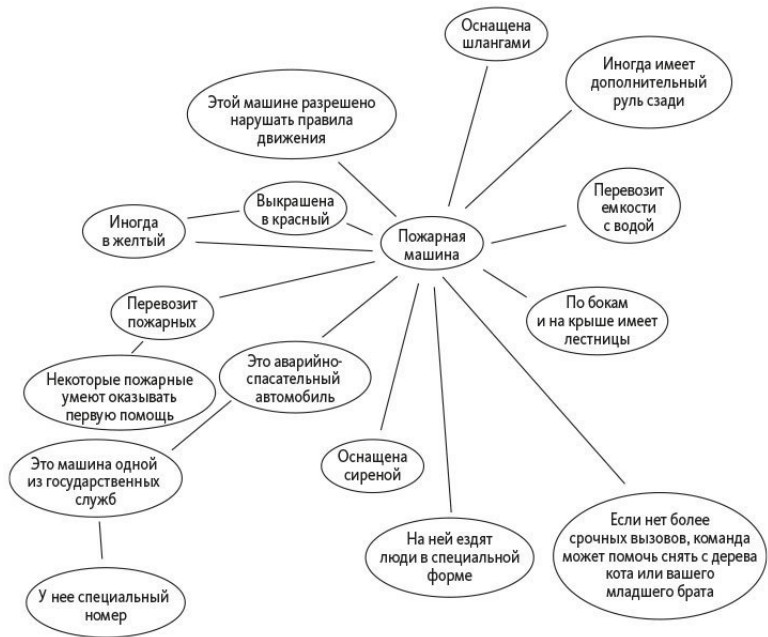 Оснащена
шлангами
Иногда имеет
дополнительный
руль сзади
Этой машине разрешено
нарушать правила
движения
Выкрашена
в красный
Иногда
в желтый
Перевозит
емкости
с водой
Пожарная
машина
Перевозит
пожарных
По бокам
и на крыше имеет
лестницы
Это аварийно-
спасательный
автомобиль
Некоторые пожарные
умеют оказывать
первую помощь
Это машина одной
из государственных
служб
Оснащена
сиреной
На ней ездят
люди в специальной
форме
Если нет более
срочных вызовов, команда
может помочь снять с дерева
кота или вашего
младшего брата
У нее специальный
номер